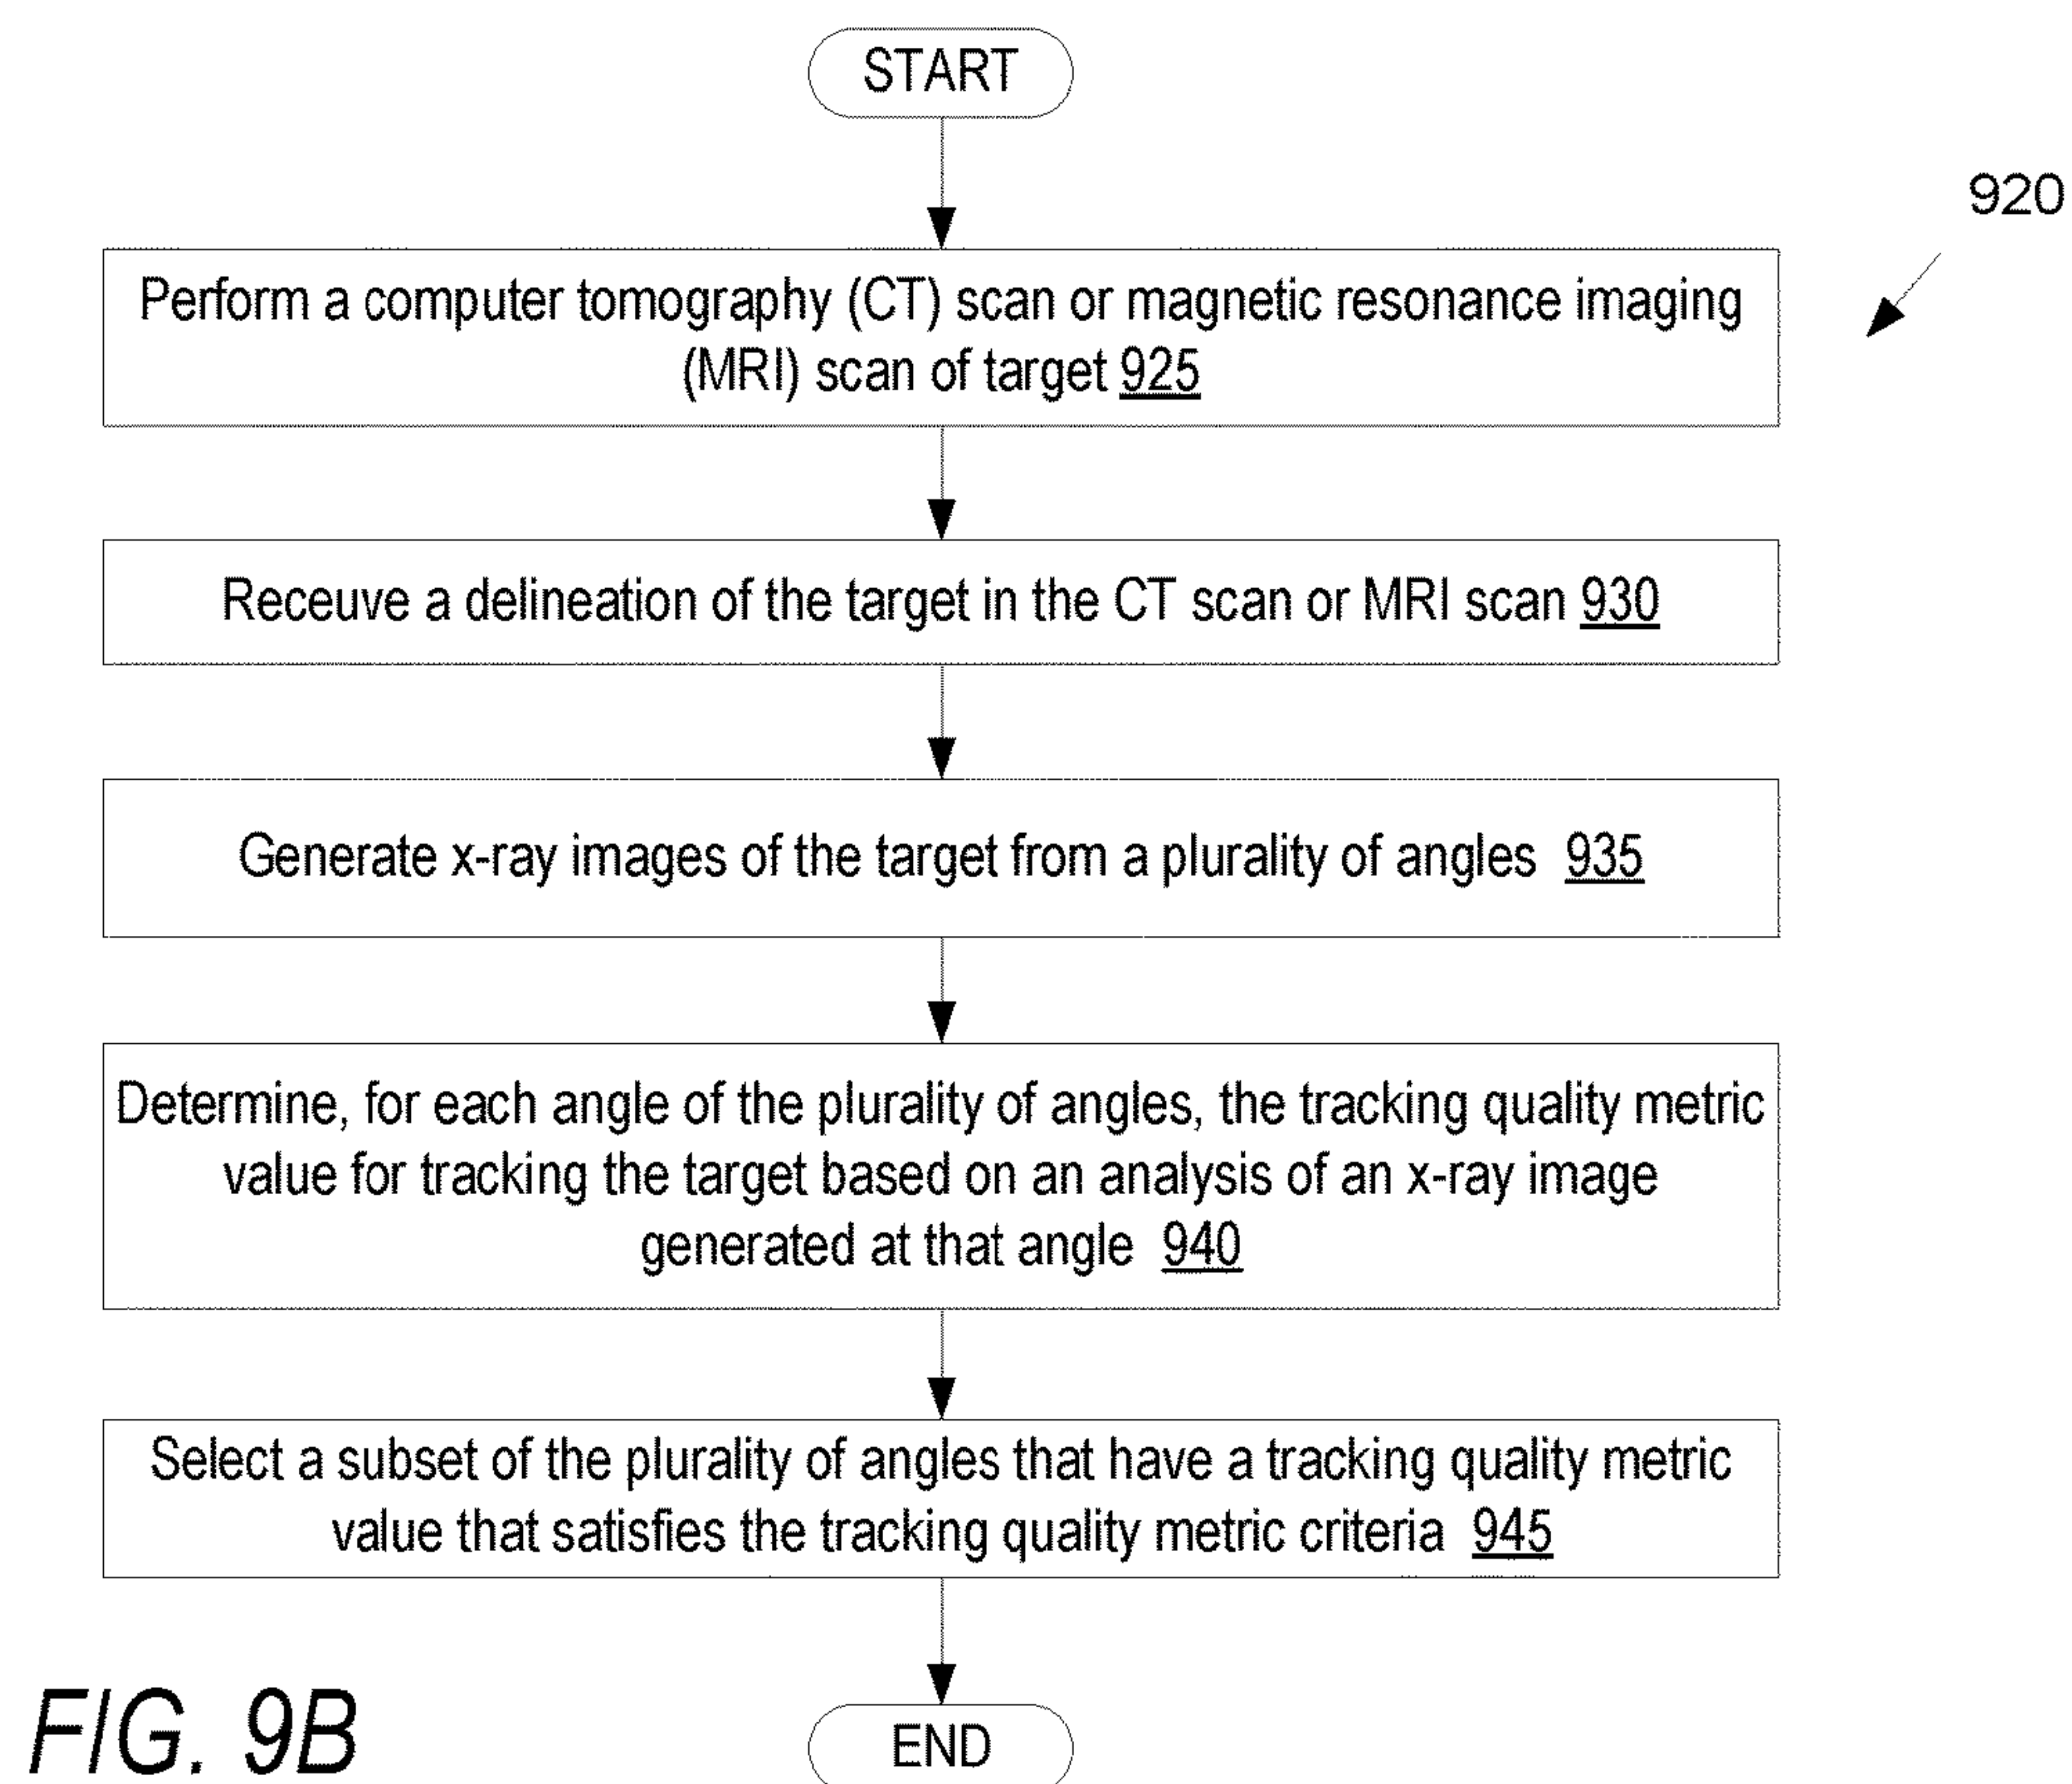 START
920
Perform a computer tomography (CT) scan or magnetic resonance imaging
(MRI) scan of target 925
Receuve a delineation of the target in the CT scan or MRI scan 930
Generate x-ray images of the target from a plurality of angles 935
Determine, for each angle of the plurality of angles, the tracking quality metric
value for tracking the target based on an analysis of an x-ray image
generated at that angle 940
Select a subset of the plurality of angles that have a tracking quality metric
value that satisfies the tracking quality metric criteria 945
END
FIG. 9B